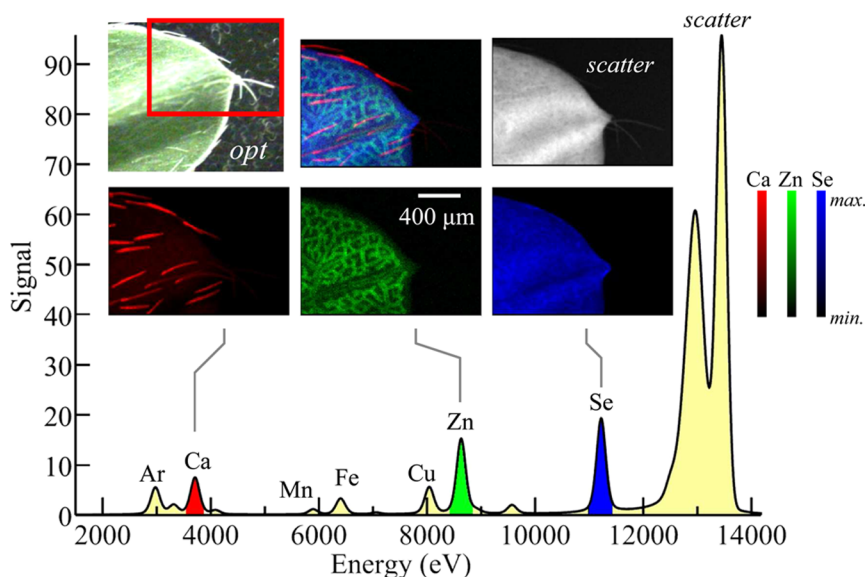 scatter
90
80
70
60
50
40
30
20
10
0
Signal
opt
scatter
400 µm
Ca Zn Se
max.
min.
Ar
Ca
Mn
Fe
Cu
Zn
Se
2000 4000 6000 8000 10000 12000 14000
Energy (eV)